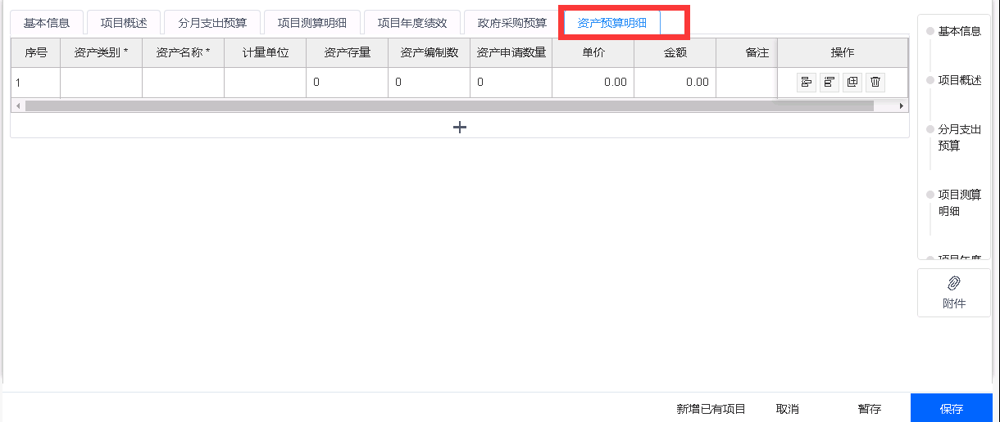 基本信息 项目概述 分月支出预算 项目测算明细 项目年度绩效 政府采购预算 资产预算明细
序号 资产类别 * 资产名称 * 计量单位 资产存量 资产编制数 资产申请数量 单价 金额 备注 操作
1 0 0 0 0.00 0.00
基本信息
项目概述
分月支出
预算
项目测算
明细
项目年度
附件
新增已有项目 取消 暂存 保存